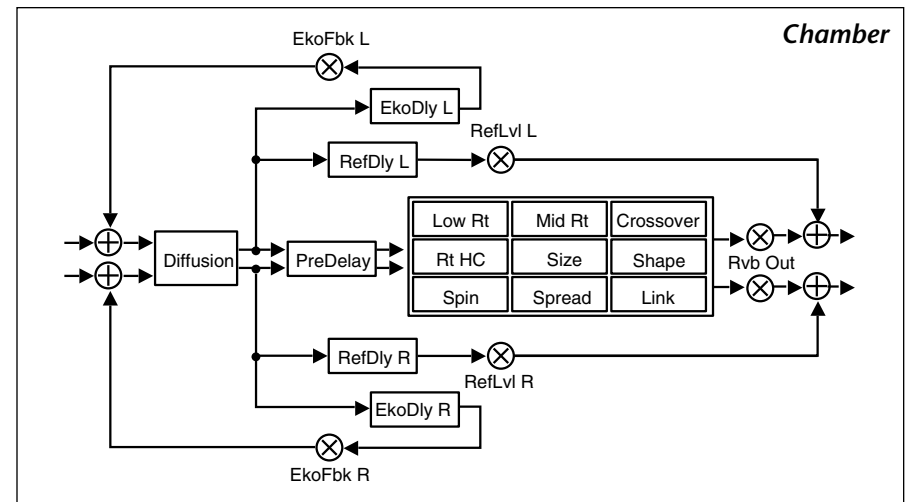 Chamber
EkoFbk L
EkoDly L
RefLvl L
RefDly L
Low Rt Mid Rt Crossover
Diffusion PreDelay Rt HC Size Shape Rvb Out
Spin Spread Link
RefDly R
RefLvl R
EkoDly R
EkoFbk R